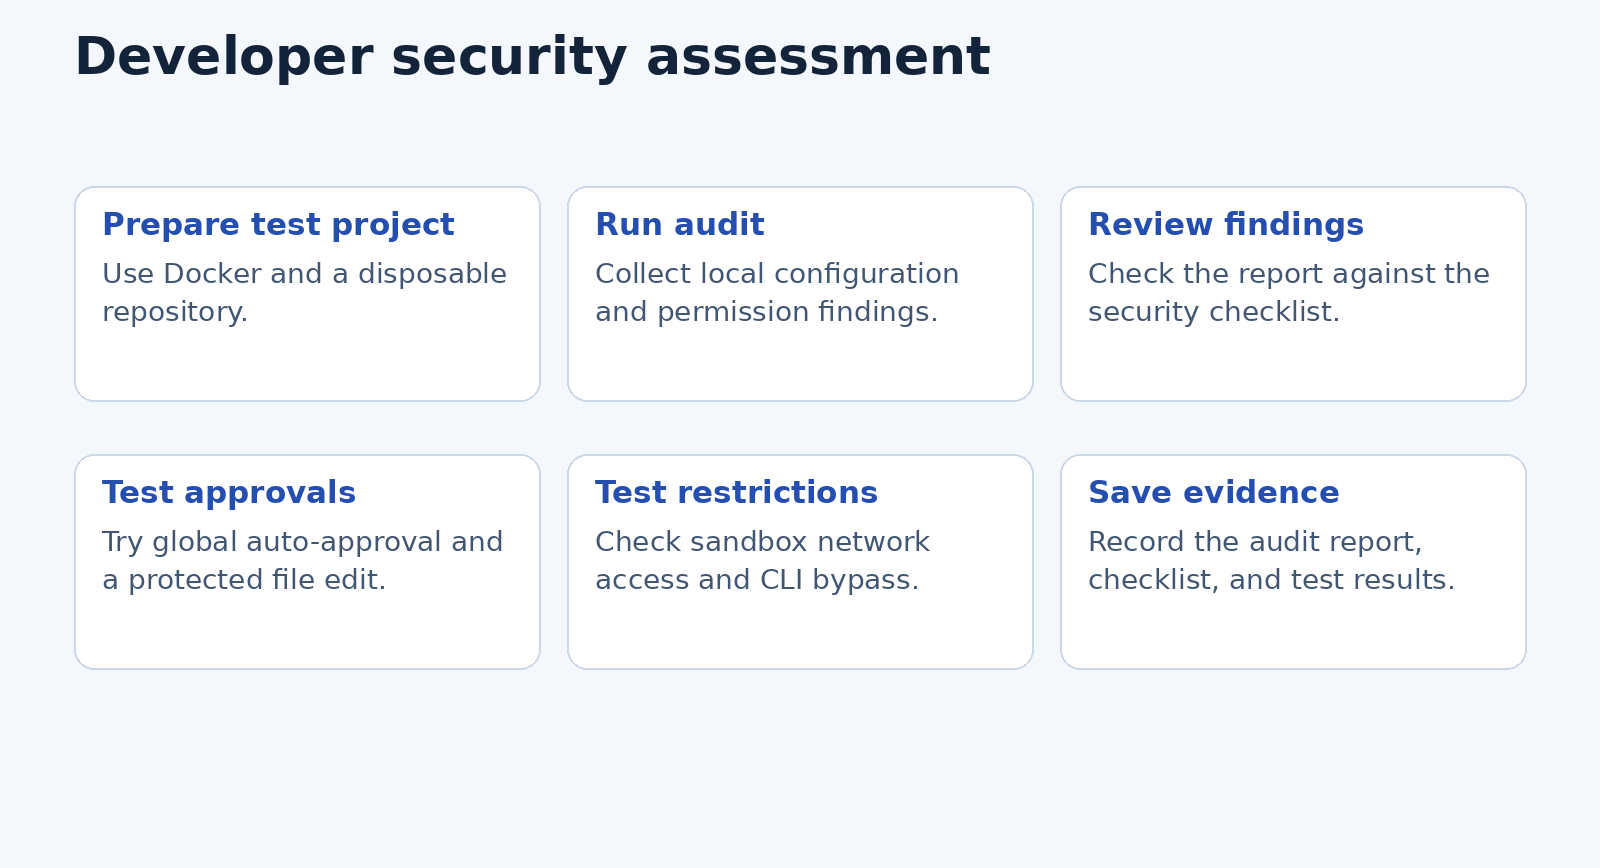 Developer security assessment
Prepare test project
Use Docker and a disposable
repository.
Run audit
Collect local configuration
and permission findings.
Review findings
Check the report against the
security checklist.
Test approvals
Try global auto-approval and
a protected file edit.
Test restrictions
Check sandbox network
access and CLI bypass.
Save evidence
Record the audit report,
checklist, and test results.